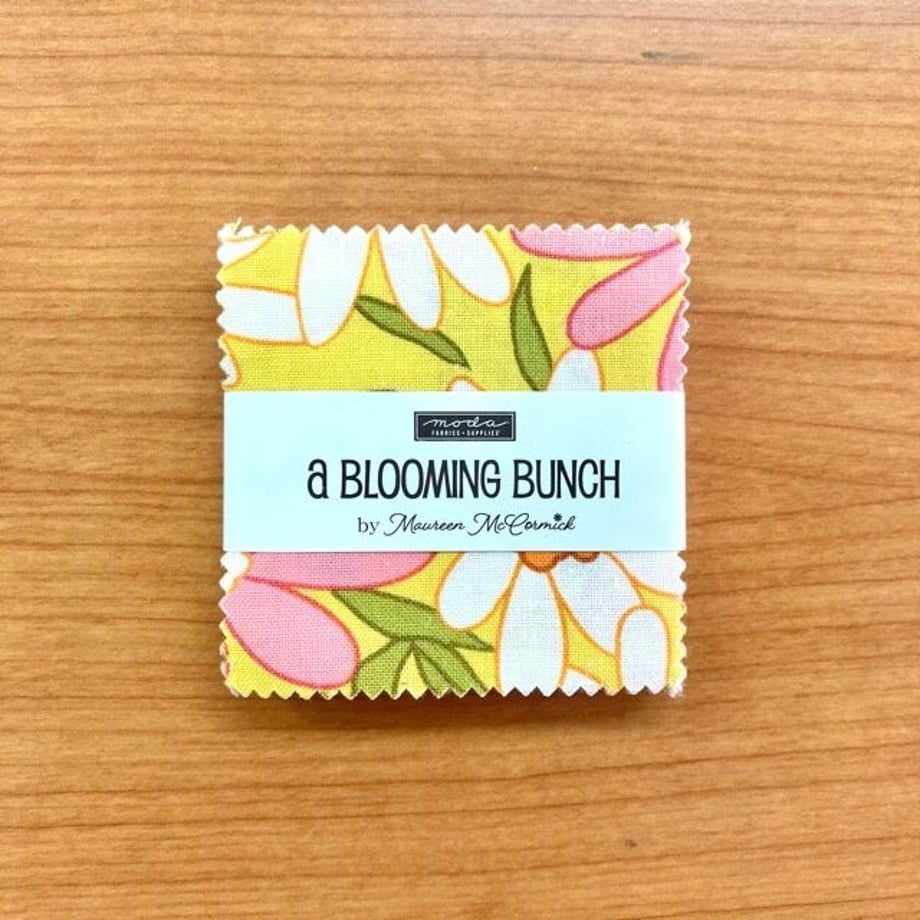 moda
FABRICS + SUPPLIES
a BLOOMING BUNCH
by Maureen McCormick